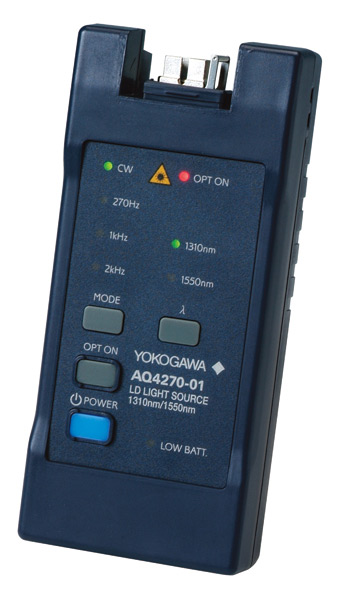 CW
OPT ON
270Hz
1kHz
1310nm
2kHz
1550nm
MODE
λ
OPT ON
YOKOGAWA
AQ4270-01
LD LIGHT SOURCE
1310nm/1550nm
POWER
LOW BATT.